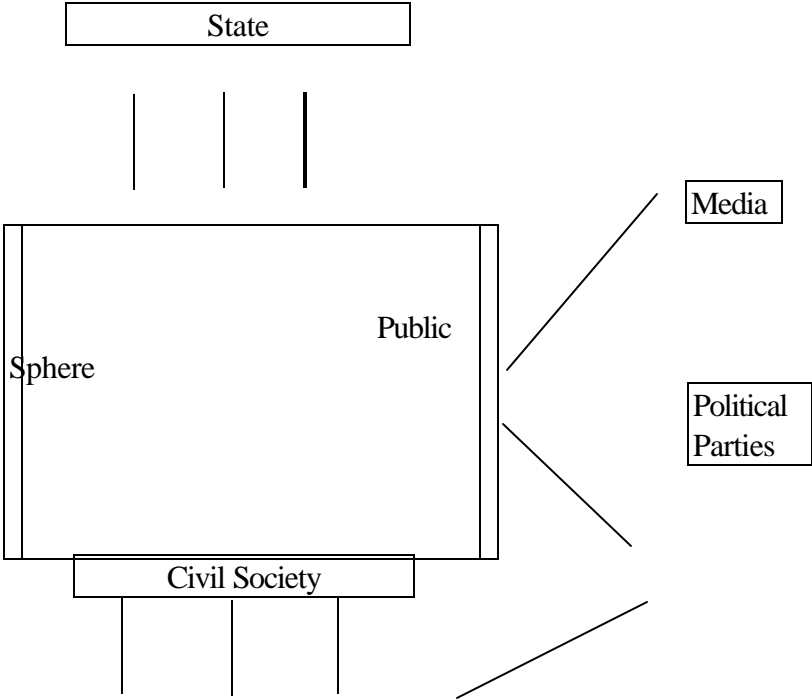 State
Media
Public
Sphere
Political
Parties
Civil Society